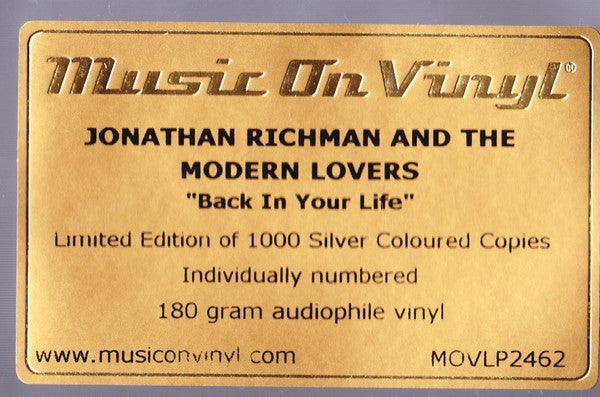 Music On Vinyl®
JONATHAN RICHMAN AND THE
MODERN LOVERS
"Back In Your Life"
Limited Edition of 1000 Silver Coloured Copies
Individually numbered
180 gram audiophile vinyl
www.musiconvinyl com
MOVLP2462